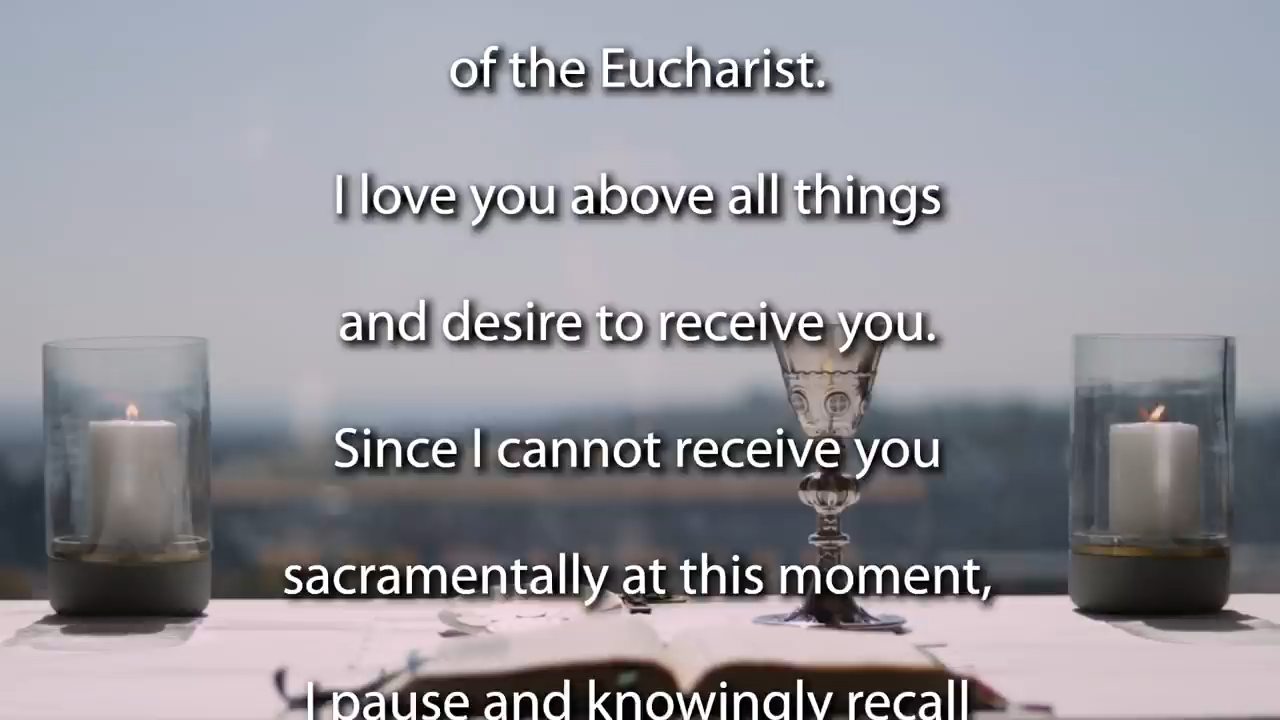 of the Eucharist.
I love you above all things
and desire to receive you.
Since I cannot receive you
sacramentally at this moment,
I pause and knowingly recall